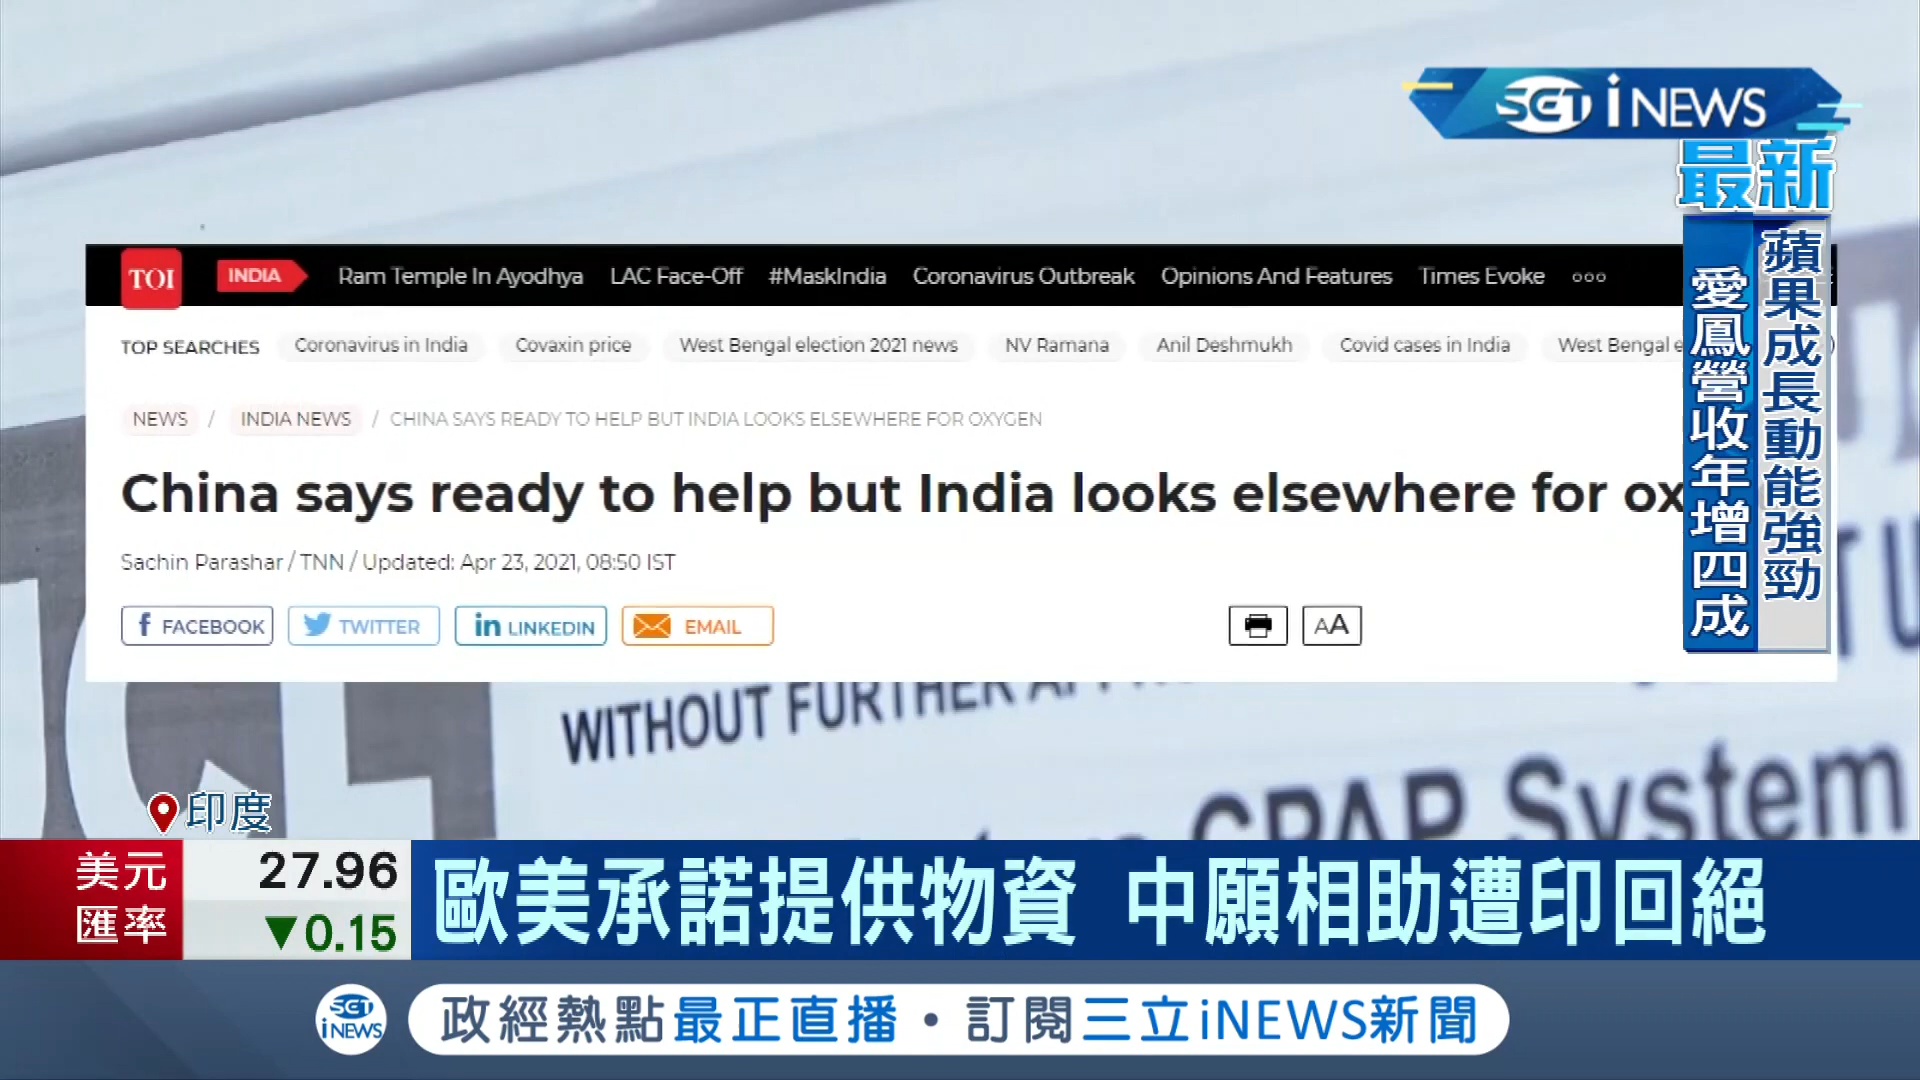 SET iNEWS
最新
蘋果成長動能強勁
愛鳳營收年增四成
TOI INDIA Ram Temple In Ayodhya LAC Face-Off #MaskIndia Coronavirus Outbreak Opinions And Features Times Evoke
TOP SEARCHES Coronavirus in India Covaxin price West Bengal election 2021 news NV Ramana Anil Deshmukh Covid cases in India West Bengal
NEWS / INDIA NEWS / CHINA SAYS READY TO HELP BUT INDIA LOOKS ELSEWHERE FOR OXYGEN
China says ready to help but India looks elsewhere for ox
Sachin Parashar / TNN / Updated: Apr 23, 2021, 08:50 IST
FACEBOOK TWITTER LINKEDIN EMAIL AA
WITHOUT FURTHER
CPAP System
印度
美元匯率 27.96 ▼0.15
歐美承諾提供物資 中願相助遭印回絕
SET iNEWS 政經熱點最正直播・訂閱三立iNEWS新聞